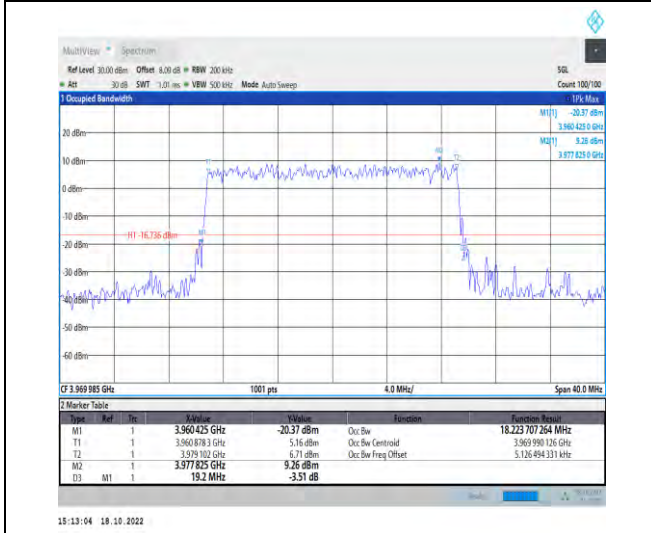 MultiView Spectrum
Ref Level 30.00 dBm Offset 8.00 dB RBW 200 kHz SGL
Att 30 dB SWT 1.01 ms VBW 500 kHz Mode Auto Sweep Count 100/100
1 Occupied Bandwidth 1Pk Max
M1[1] -20.37 dBm
3.960 425 0 GHz
M2[1] 9.26 dBm
3.977 825 0 GHz
20 dBm
M2
T1 T2
10 dBm
0 dBm
-10 dBm
H1 -16.736 dBm
M1
-20 dBm
-30 dBm
-40 dBm
-50 dBm
-60 dBm
CF 3.969 985 GHz 1001 pts 4.0 MHz/ Span 40.0 MHz
2 Marker Table
Type Ref Trc X-Value Y-Value Function Function Result
M1 1 3.960 425 GHz -20.37 dBm Occ Bw 18.223 707 264 MHz
T1 1 3.960 878 3 GHz 5.16 dBm Occ Bw Centroid 3.969 990 126 GHz
T2 1 3.979 102 GHz 6.71 dBm Occ Bw Freq Offset 5.126 494 331 kHz
M2 1 3.977 825 GHz 9.26 dBm
D3 M1 1 19.2 MHz -3.51 dB
15:13:04 18.10.2022